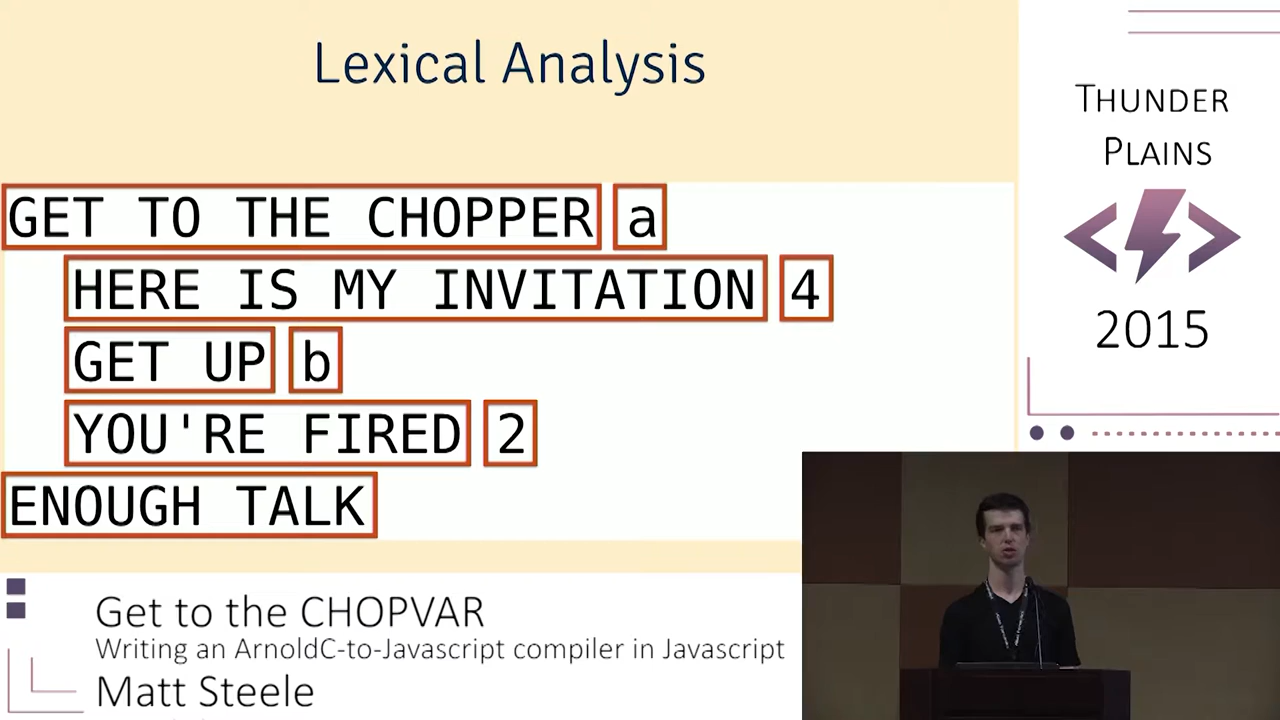 Lexical Analysis
GET TO THE CHOPPER a
HERE IS MY INVITATION 4
GET UP b
YOU'RE FIRED 2
ENOUGH TALK
THUNDER
PLAINS
2015
Get to the CHOPVAR
Writing an ArnoldC-to-Javascript compiler in Javascript
Matt Steele